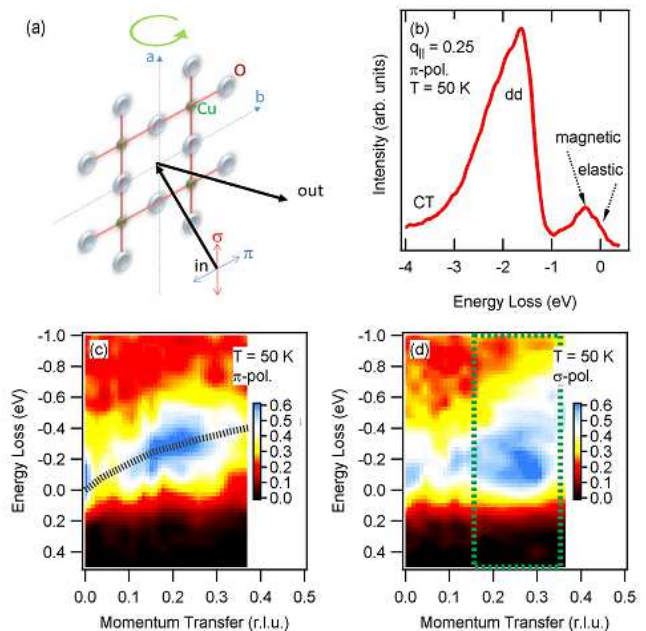 (a)
a
b
O
Cu
out
in
σ
π
(b)
q|| = 0.25
π-pol.
T = 50 K
dd
magnetic
elastic
CT
Intensity (arb. units)
-4 -3 -2 -1 0
Energy Loss (eV)
(c)
T = 50 K
π-pol.
0.6
0.5
0.4
0.3
0.2
0.1
0.0
-1.0
-0.8
-0.6
-0.4
-0.2
0.0
0.2
0.4
Energy Loss (eV)
0.0 0.1 0.2 0.3 0.4 0.5
Momentum Transfer (r.l.u.)
(d)
T = 50 K
σ-pol.
0.6
0.5
0.4
0.3
0.2
0.1
0.0
-1.0
-0.8
-0.6
-0.4
-0.2
0.0
0.2
0.4
Energy Loss (eV)
0.0 0.1 0.2 0.3 0.4 0.5
Momentum Transfer (r.l.u.)